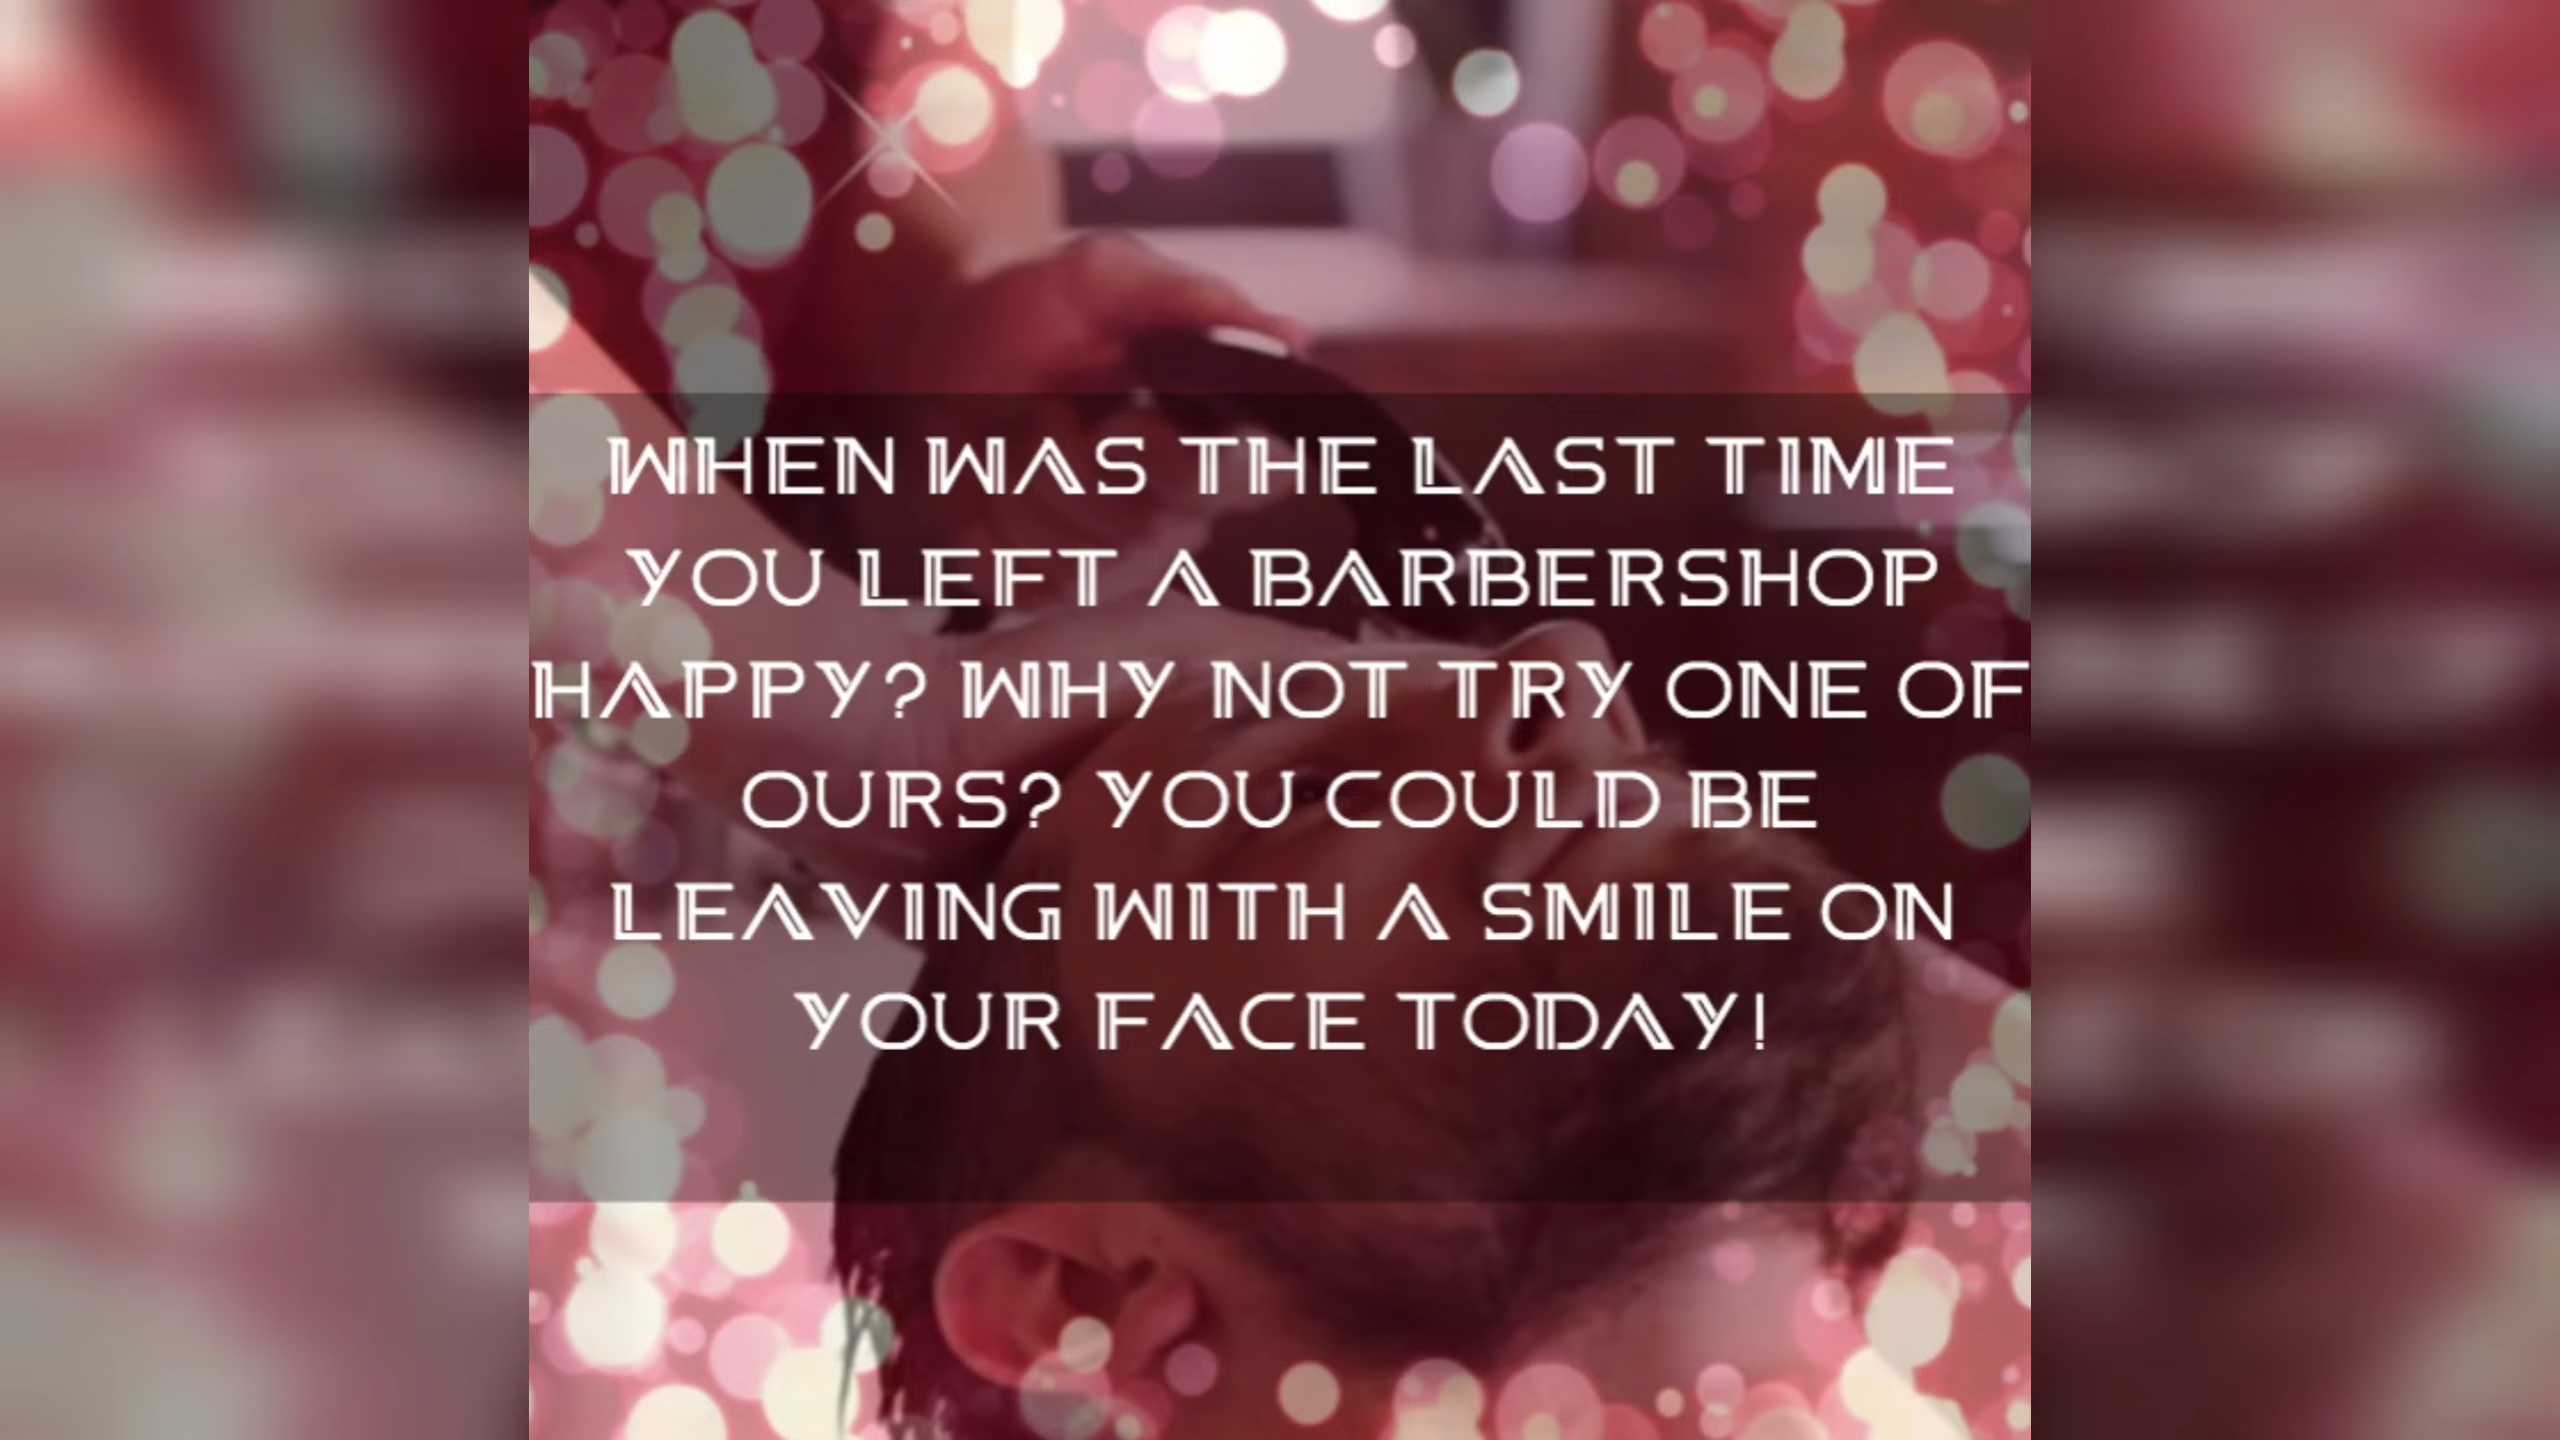 WHEN WAS THE LAST TIME
YOU LEFT A BARBERSHOP
HAPPY? WHY NOT TRY ONE OF
OURS? YOU COULD BE
LEAVING WITH A SMILE ON
YOUR FACE TODAY!